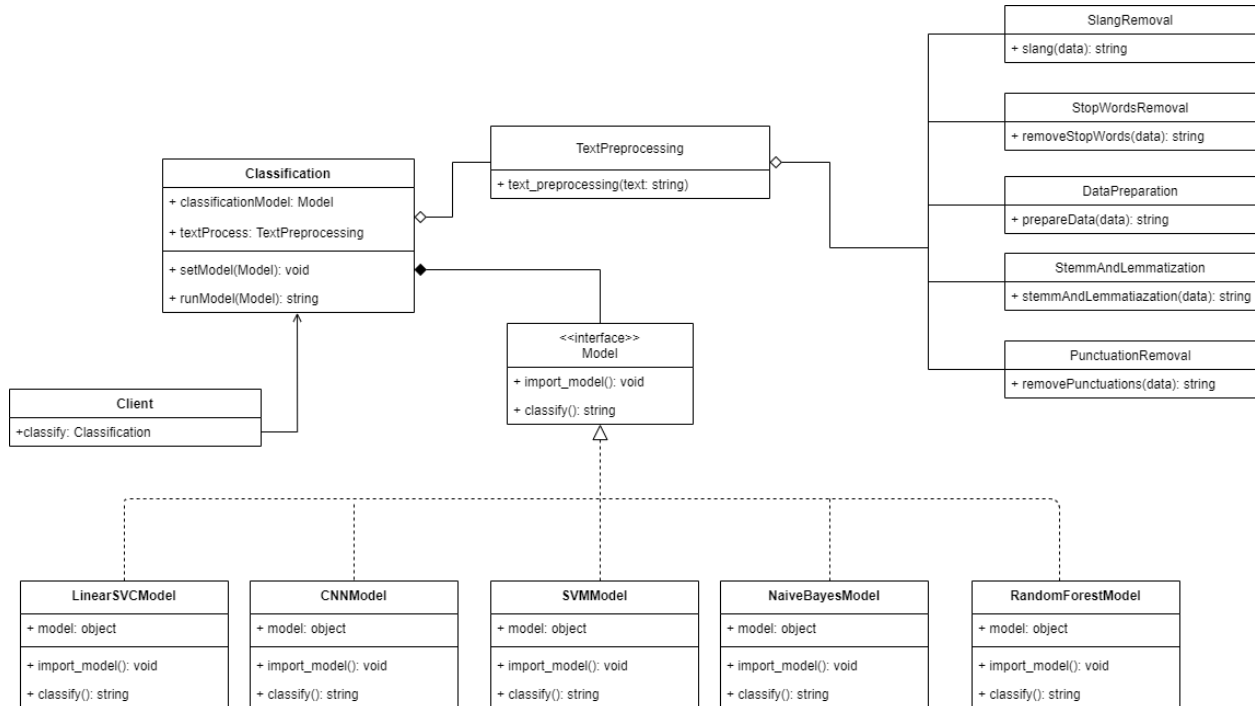 SlangRemoval
+ slang(data): string
StopWordsRemoval
+ removeStopWords(data): string
TextPreprocessing
+ text_preprocessing(text: string)
Classification
+ classificationModel: Model
+ textProcess: TextPreprocessing
+ setModel(Model): void
+ runModel(Model): string
DataPreparation
+ prepareData(data): string
StemmAndLemmatization
+ stemmAndLemmatiazation(data): string
<<interface>>
Model
+ import_model(): void
+ classify(): string
PunctuationRemoval
+ removePunctuations(data): string
Client
+classify: Classification
LinearSVCModel
+ model: object
+ import_model(): void
+ classify(): string
CNNModel
+ model: object
+ import_model(): void
+ classify(): string
SVMModel
+ model: object
+ import_model(): void
+ classify(): string
NaiveBayesModel
+ model: object
+ import_model(): void
+ classify(): string
RandomForestModel
+ model: object
+ import_model(): void
+ classify(): string